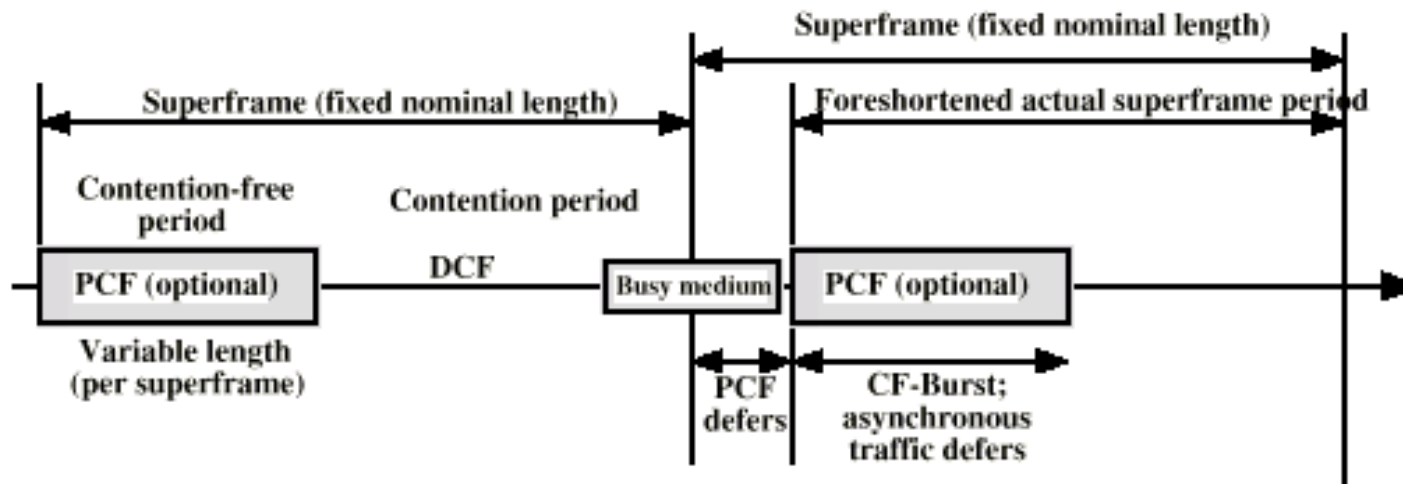 Superframe (fixed nominal length)
Superframe (fixed nominal length)
Foreshortened actual superframe period
Contention-free
period
Contention period
PCF (optional)
DCF
Busy medium
PCF (optional)
Variable length
(per superframe)
PCF
defers
CF-Burst;
asynchronous
traffic defers